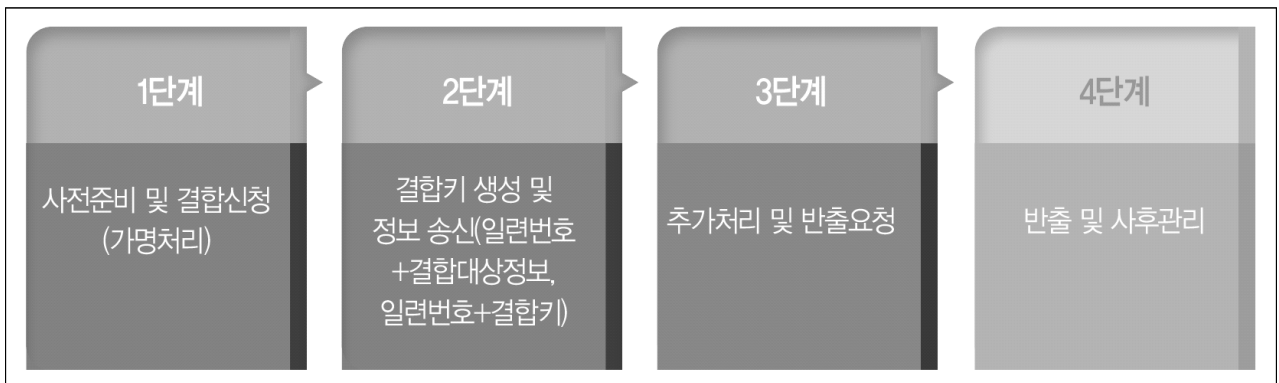 1단계
사전준비 및 결합신청
(가명처리)
2단계
결합키 생성 및
정보 송신(일련번호
+결합대상정보,
일련번호+결합키)
3단계
추가처리 및 반출요청
4단계
반출 및 사후관리